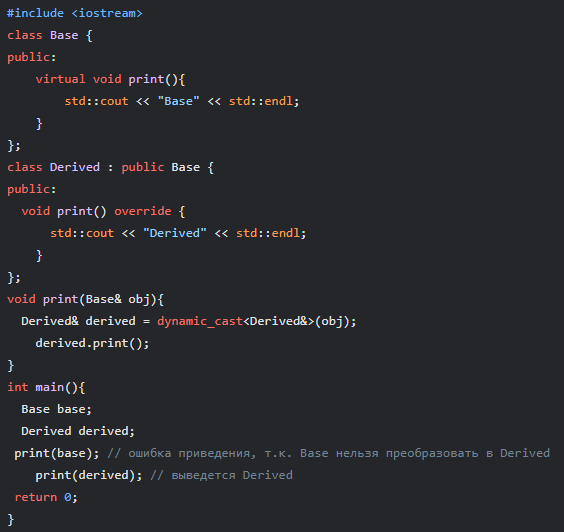 #include <iostream>
class Base {
public:
    virtual void print(){
        std::cout << "Base" << std::endl;
    }
};
class Derived : public Base {
public:
  void print() override {
      std::cout << "Derived" << std::endl;
    }
};
void print(Base& obj){
  Derived& derived = dynamic_cast<Derived&>(obj);
    derived.print();
}
int main(){
  Base base;
  Derived derived;
 print(base); // ошибка приведения, т.к. Base нельзя преобразовать в Derived
    print(derived); // выведется Derived
 return 0;
}